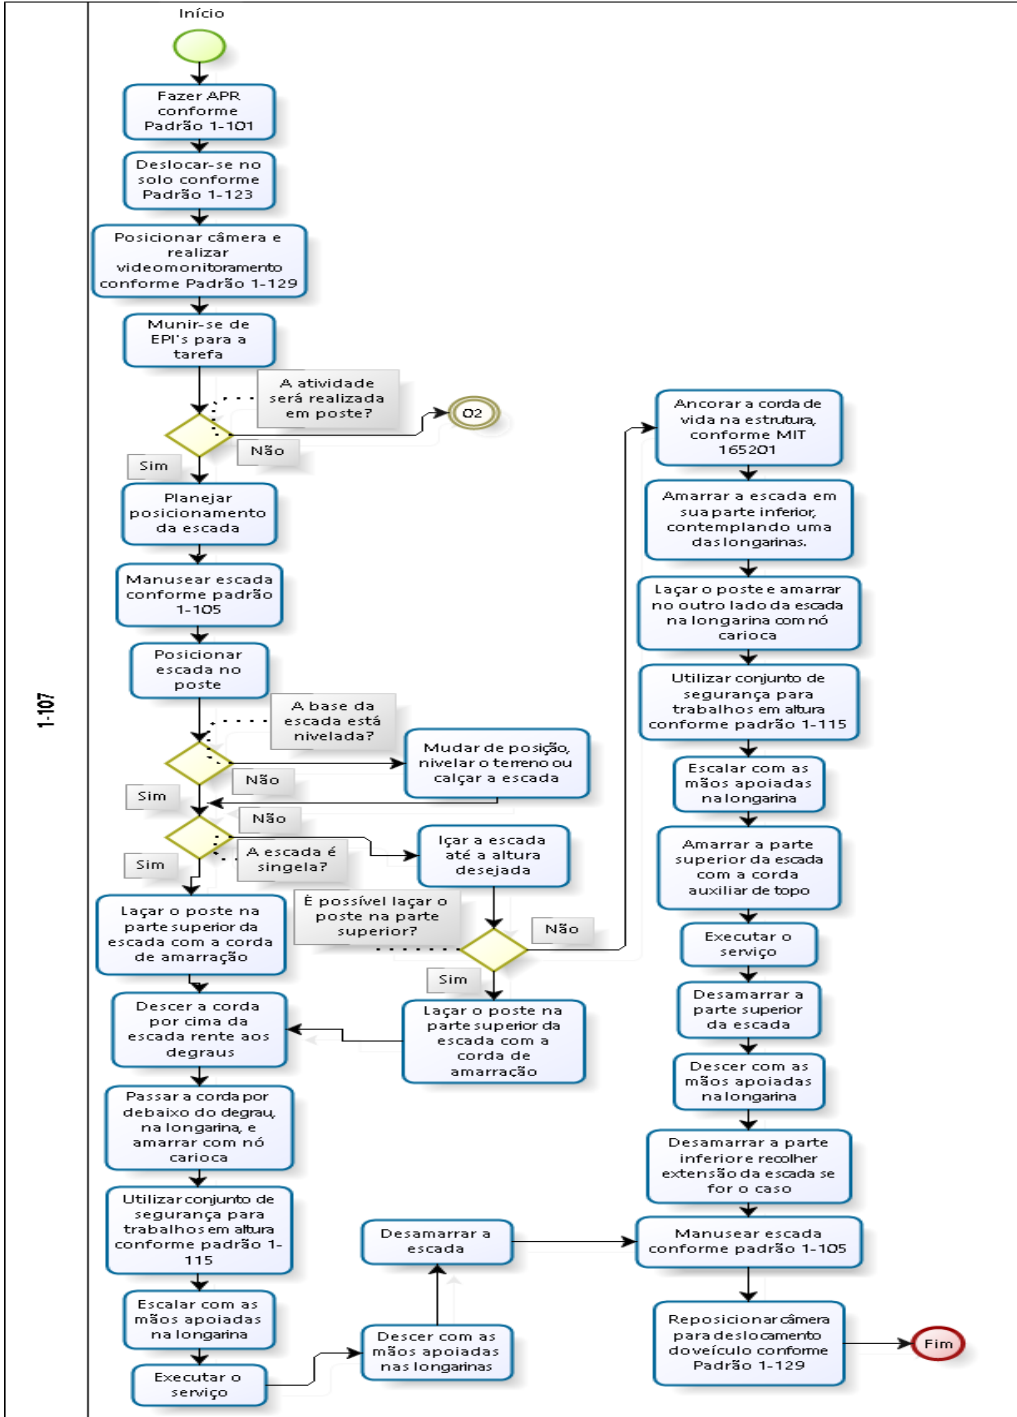 1-107
Início
Fazer APR
conforme
Padrão 1-101
Deslocar-se no
solo conforme
Padrão 1-123
Posicionar câmera e
realizar
videomonitoramento
conforme Padrão 1-129
Munir-se de
EPI's para a
tarefa
A atividade
será realizada
em poste?
O2
Não
Sim
Planejar
posicionamento
da escada
Manusear escada
conforme padrão
1-105
Posicionar
escada no
poste
A base da
escada está
nivelada?
Não
Sim
Mudar de posição,
nivelar o terreno ou
calçar a escada
Não
A escada é
singela?
Sim
Içar a escada
até a altura
desejada
È possível laçar o
poste na parte
superior?
Não
Sim
Laçar o poste na
parte superior da
escada com a
corda de
amarração
Laçar o poste na
parte superior da
escada com a corda
de amarração
Descer a corda
por cima da
escada rente aos
degraus
Passar a corda por
debaixo do degrau,
na longarina, e
amarrar com nó
carioca
Utilizar conjunto de
segurança para
trabalhos em altura
conforme padrão 1-
115
Escalar com as
mãos apoiadas
na longarina
Executar o
serviço
Descer com as
mãos apoiadas
nas longarinas
Desamarrar a
escada
Ancorar a corda de
vida na estrutura,
conforme MIT
165201
Amarrar a escada em
sua parte inferior,
contemplando uma
das longarinas.
Laçar o poste e amarrar
no outro lado da escada
na longarina com nó
carioca
Utilizar conjunto de
segurança para
trabalhos em altura
conforme padrão 1-115
Escalar com as
mãos apoiadas
na longarina
Amarrar a parte
superior da escada
com a corda
auxiliar de topo
Executar o
serviço
Desamarrar a
parte superior
da escada
Descer com as
mãos apoiadas
na longarina
Desamarrar a parte
inferior e recolher
extensão da escada se
for o caso
Manusear escada
conforme padrão 1-105
Reposicionar câmera
para deslocamento
do veículo conforme
Padrão 1-129
Fim